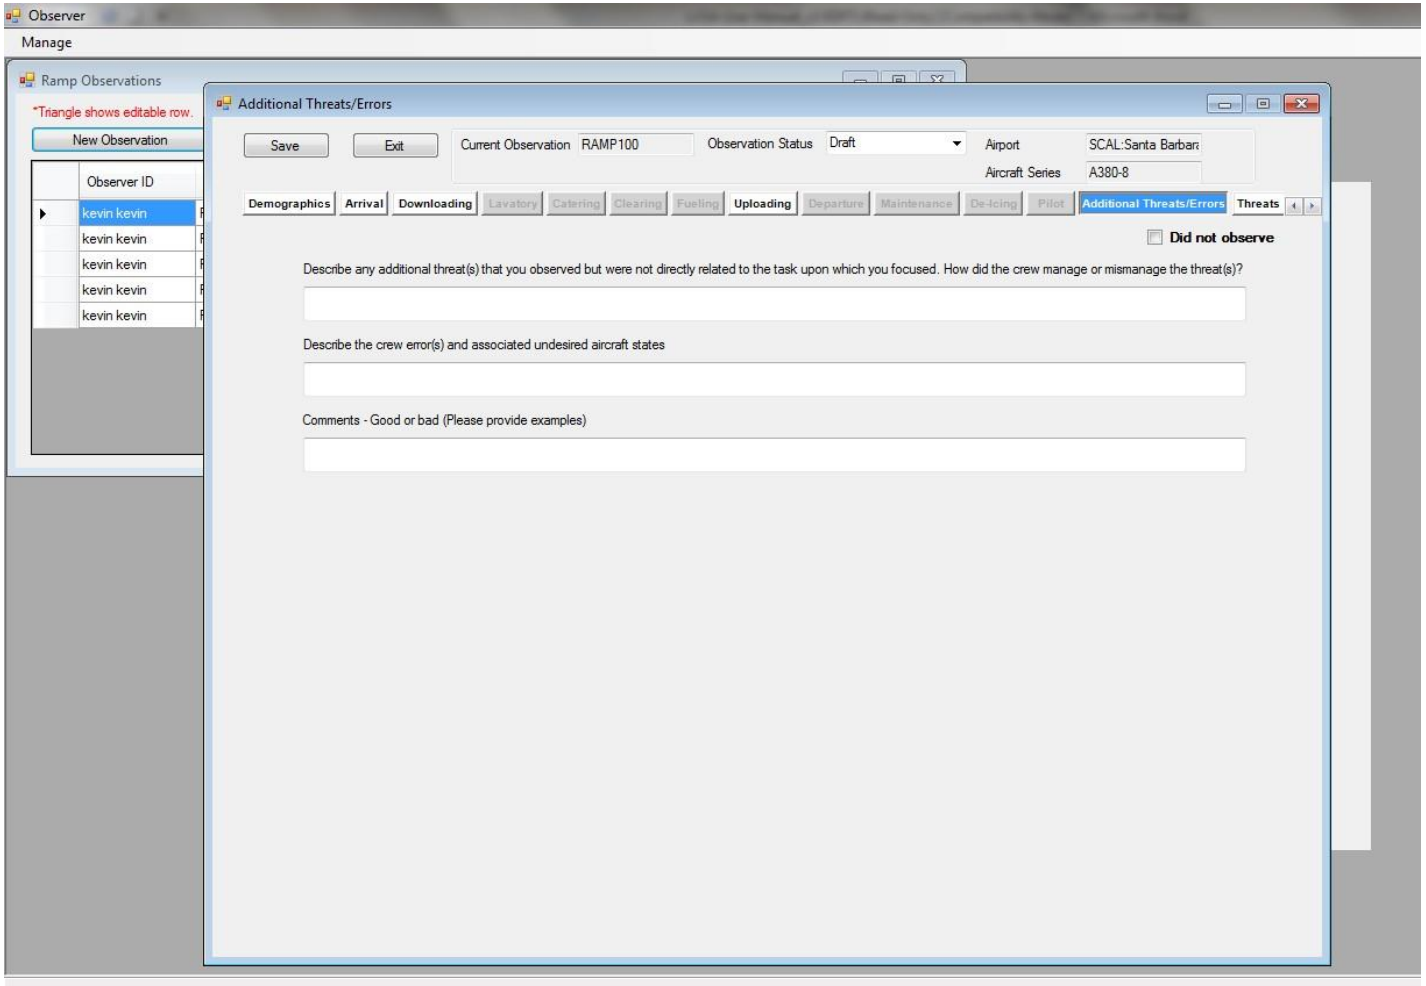 Observer
Manage
Ramp Observations
*Triangle shows editable row.
New Observation
Observer ID
kevin kevin
kevin kevin
kevin kevin
kevin kevin
kevin kevin
Additional Threats/Errors
Save Exit Current Observation RAMP100 Observation Status Draft Airport SCAL:Santa Barbara
Aircraft Series A380-8
Demographics Arrival Downloading Lavatory Catering Clearing Fueling Uploading Departure Maintenance De-Icing Pilot Additional Threats/Errors Threats
Did not observe
Describe any additional threat(s) that you observed but were not directly related to the task upon which you focused. How did the crew manage or mismanage the threat(s)?
Describe the crew error(s) and associated undesired aircraft states
Comments - Good or bad (Please provide examples)